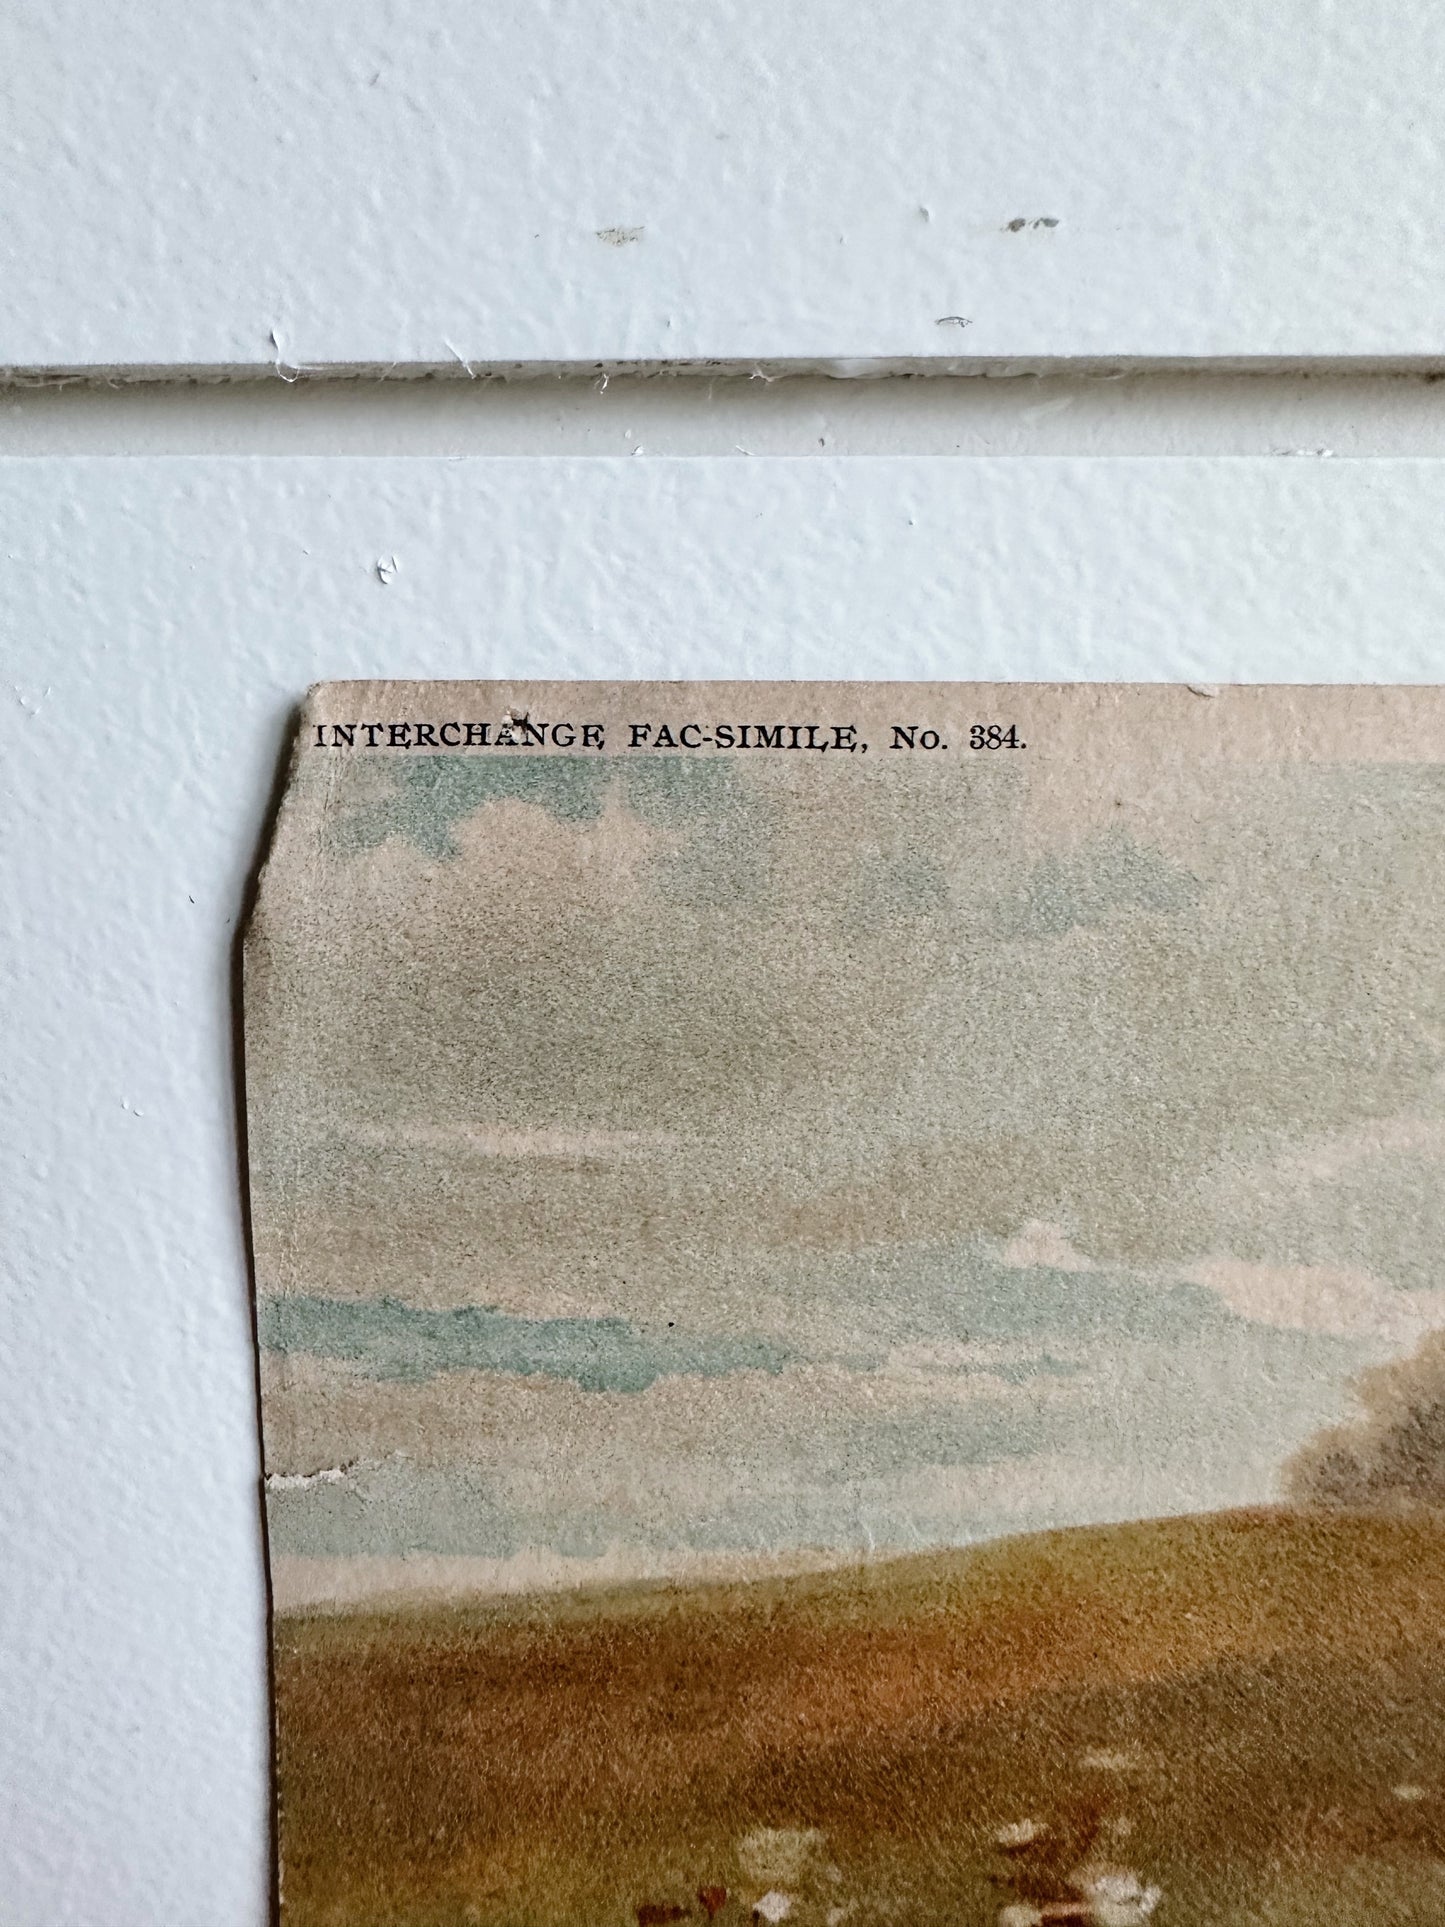 INTERCHANGE FAC-SIMILE, No. 384.